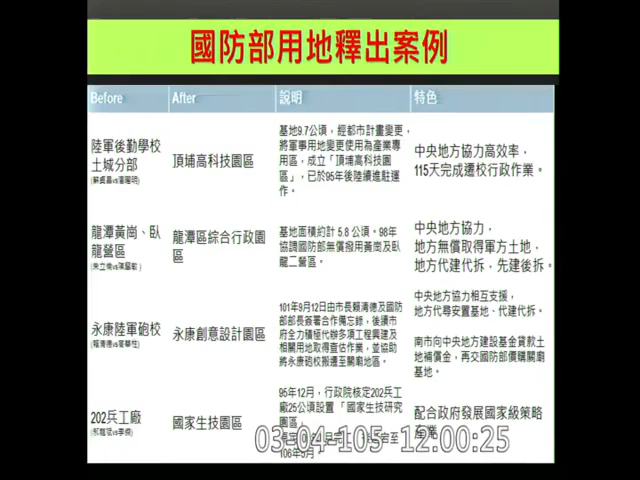 國防部用地釋出案例
Before
After
說明
特色
陸軍後勤學校
土城分部
頂埔高科技園區
基地9.7公頃，經都市計畫變更，
將軍事用地變更使用為產業專
用區，成立「頂埔高科技園
區」，已於95年後陸續進駐運
作。
中央地方協力高效率，
115天完成遷校行政作業。
龍潭黃崗、臥
龍營區
龍潭區綜合行政園
區
基地面積約計 5.8 公頃。98年
協調國防部無償撥用黃崗及臥
龍二營區。
中央地方協力，
地方無償取得軍方土地，
地方代建代拆，先建後拆。
永康陸軍砲校
永康創意設計園區
101年9月12日由市長賴清德及國防
部部長簽署合作備忘錄，後續市
府全力積極代辦多項工程興建及
相關用地取得查估作業，並協助
將永康砲校搬遷至關廟地區。
中央地方協力相互支援，
地方代尋安置基地、代建代拆。
南市向中央地方建設基金貸款土
地補償金，再交國防部價購關廟
基地。
202兵工廠
國家生技園區
95年12月，行政院核定202兵工
廠25公頃設置「國家生技研究
園區」
106年3月。
配合政府發展國家級策略
產業
03-04-105 12:00:25